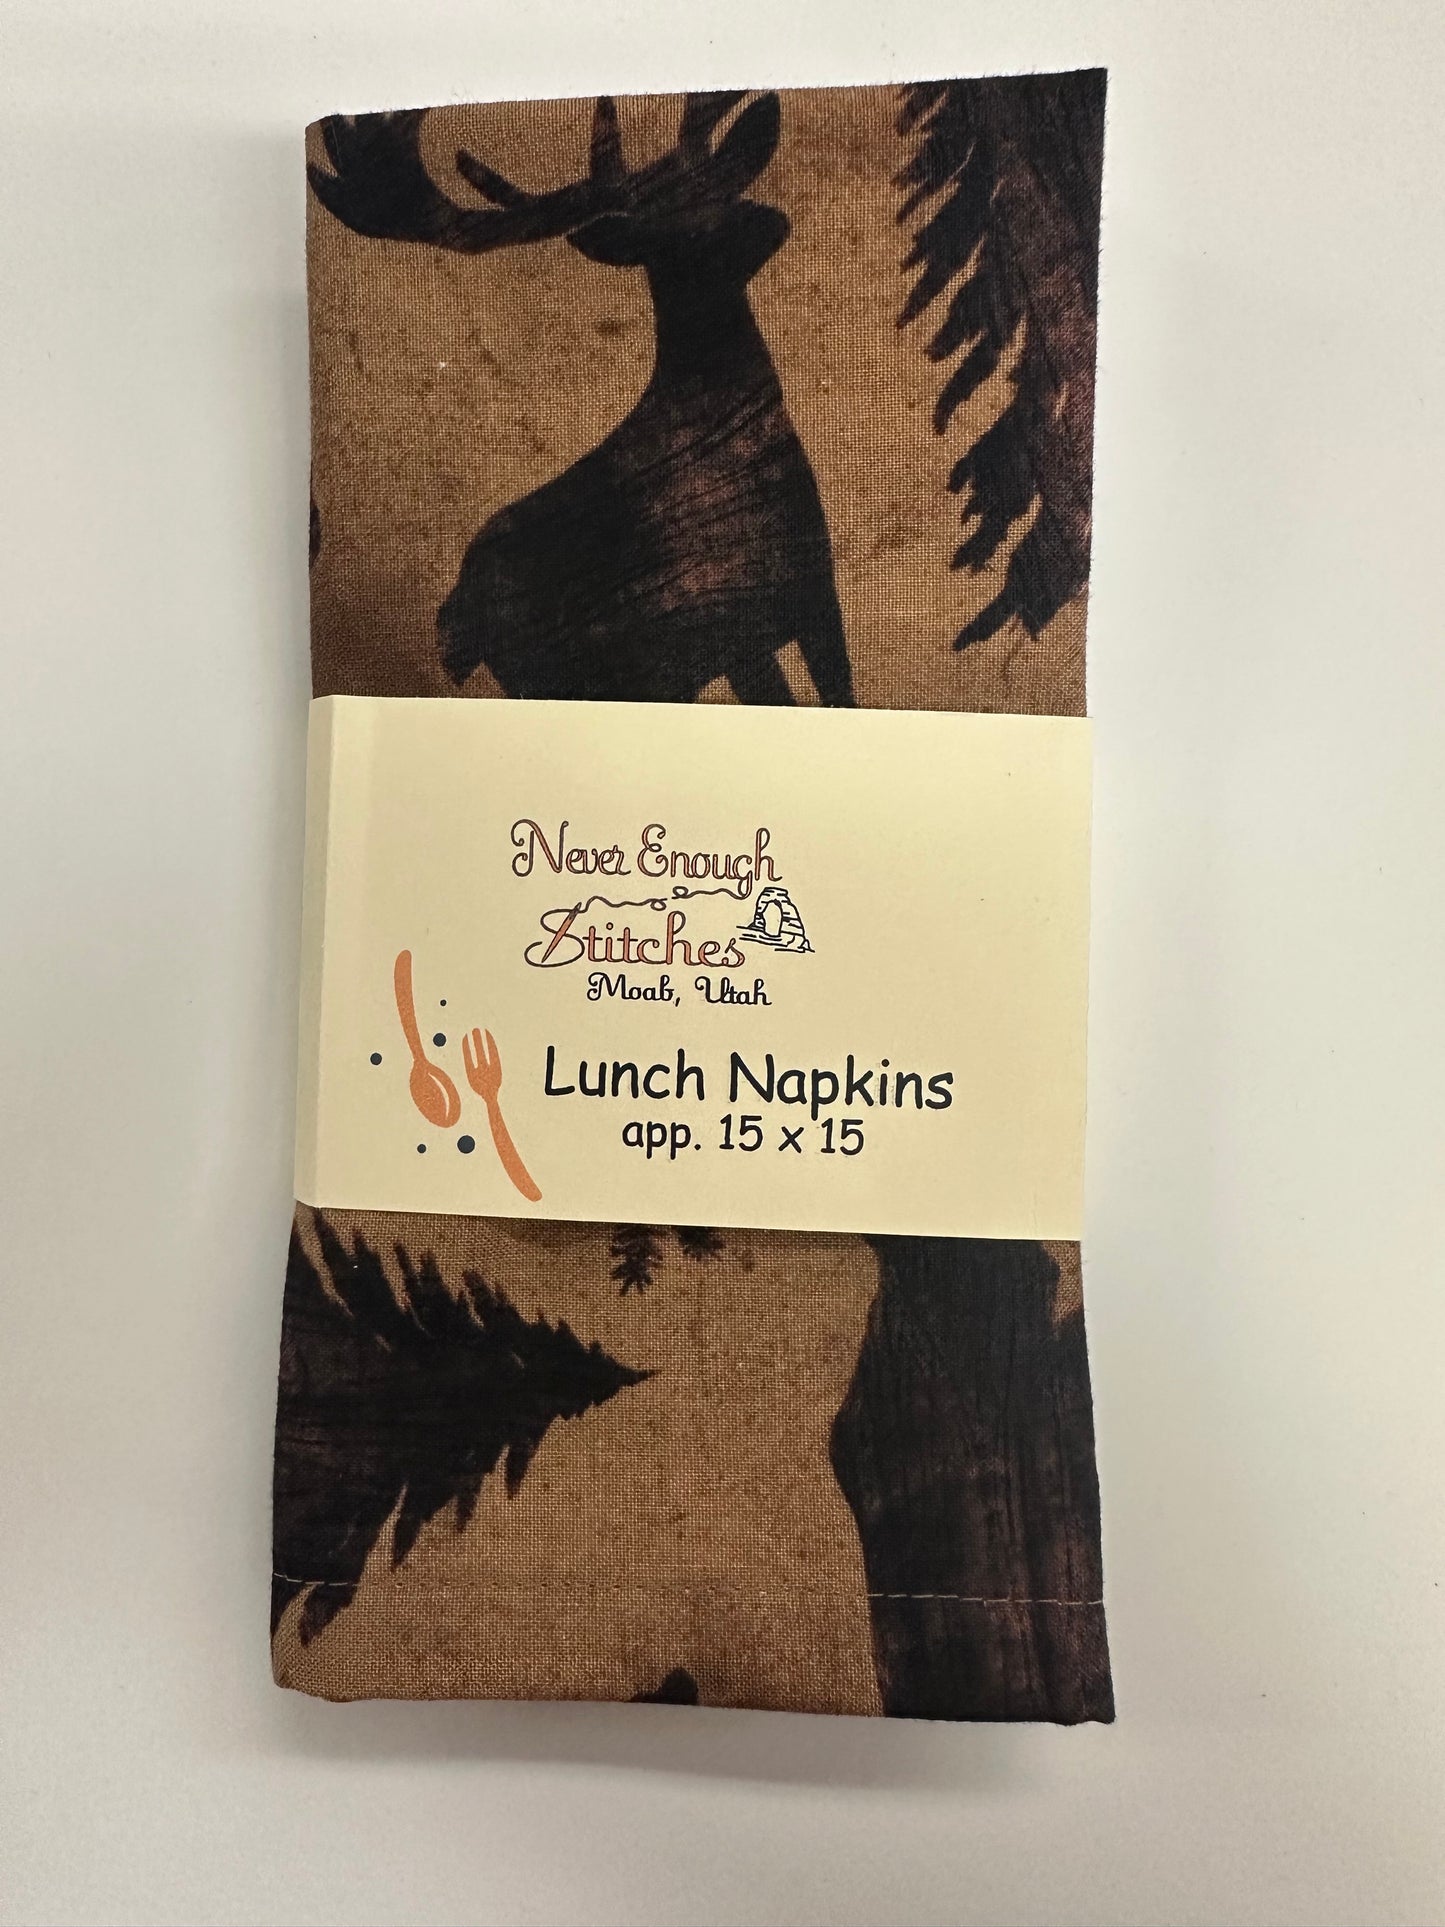 Never Enough
Stitches
Moab, Utah
Lunch Napkins
app. 15 x 15